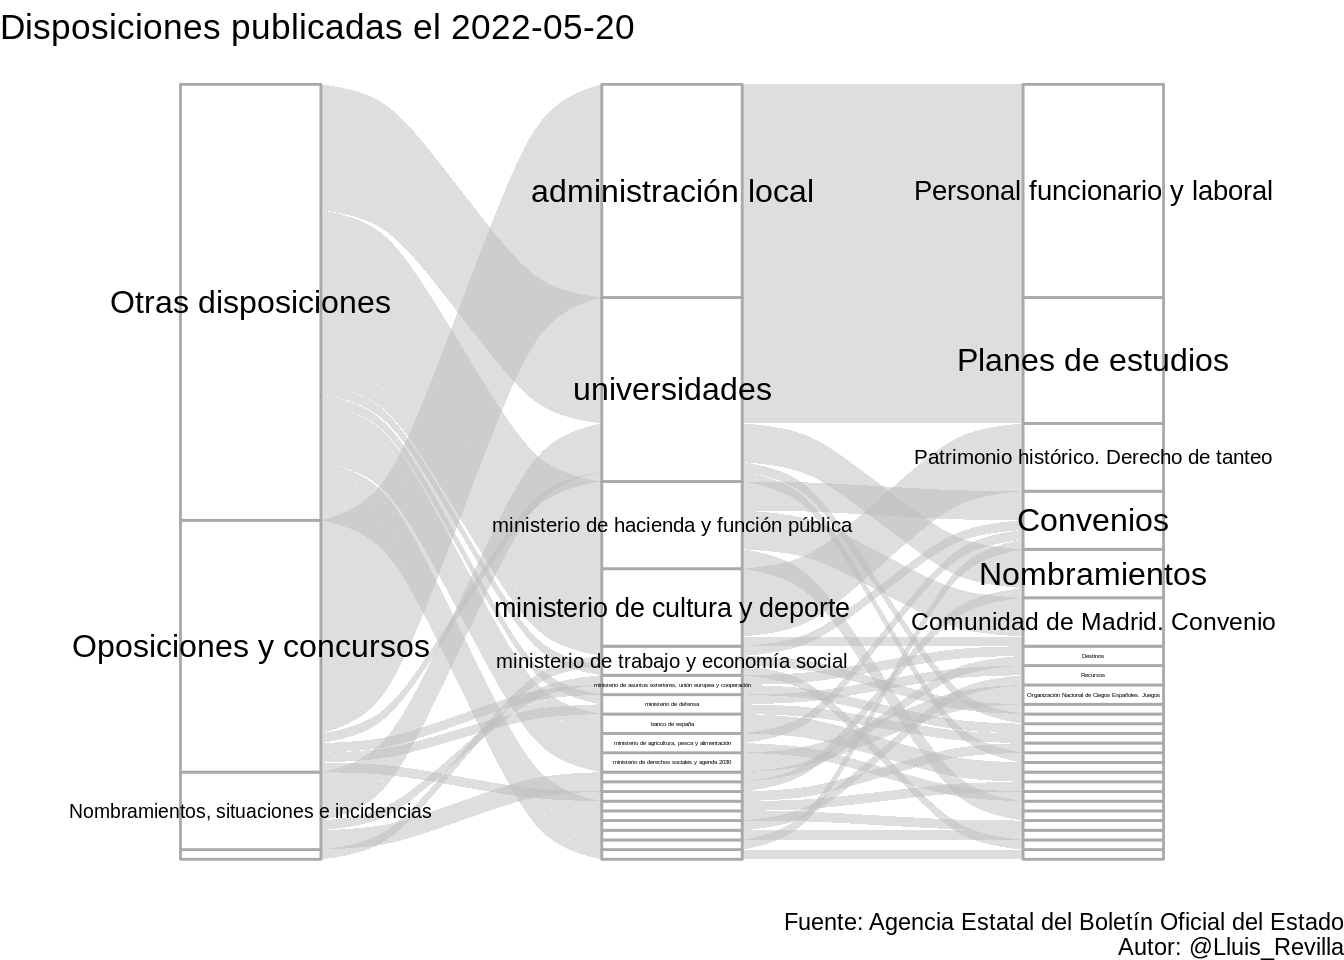 Disposiciones publicadas el 2022-05-20
Otras disposiciones
Oposiciones y concursos
Nombramientos, situaciones e incidencias
administración local
universidades
ministerio de hacienda y función pública
ministerio de cultura y deporte
ministerio de trabajo y economía social
ministerio de asuntos exteriores, unión europea y cooperación
ministerio de defensa
banco de españa
ministerio de agricultura, pesca y alimentación
ministerio de derechos sociales y agenda 2030
Personal funcionario y laboral
Planes de estudios
Patrimonio histórico. Derecho de tanteo
Convenios
Nombramientos
Comunidad de Madrid. Convenio
Destinos
Recursos
Organización Nacional de Ciegos Españoles. Juegos
Fuente: Agencia Estatal del Boletín Oficial del Estado
Autor: @Lluis_Revilla